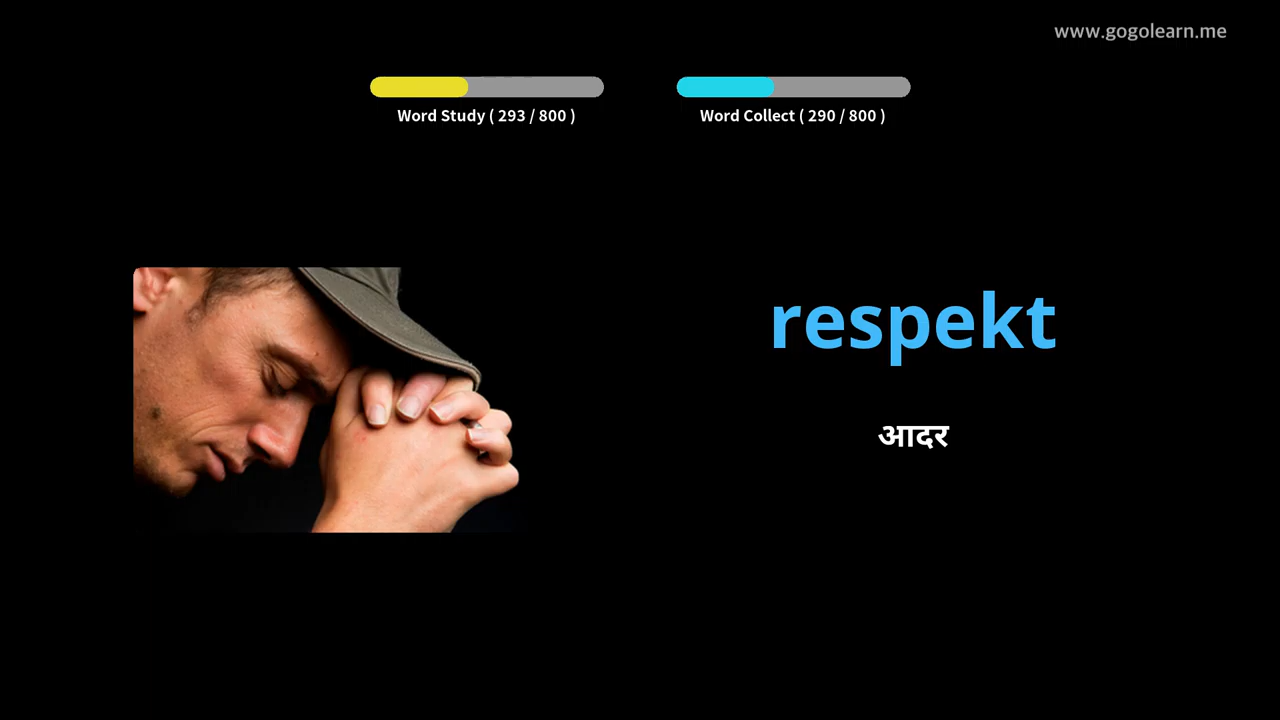 www.gogolearn.me
Word Study ( 293 / 800 )
Word Collect ( 290 / 800 )
respekt
आदर